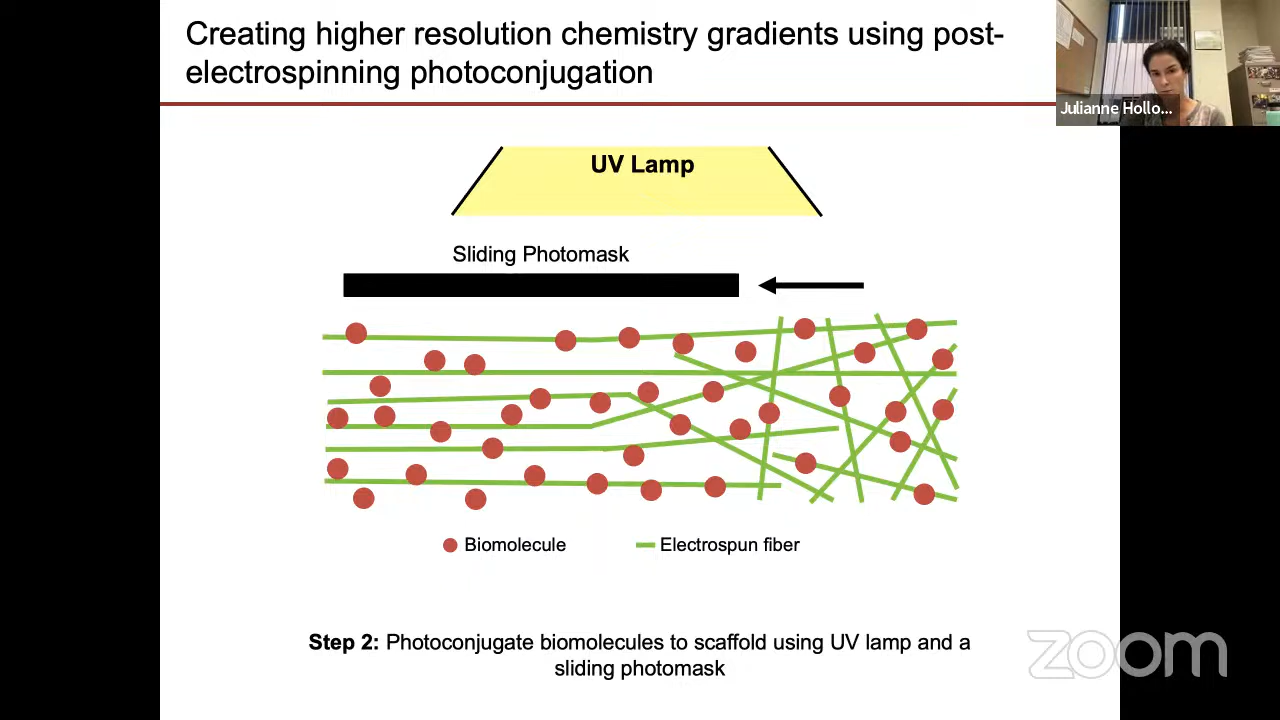 Creating higher resolution chemistry gradients using post-
electrospinning photoconjugation
Julianne Hollo...
UV Lamp
Sliding Photomask
Biomolecule
Electrospun fiber
Step 2: Photoconjugate biomolecules to scaffold using UV lamp and a
sliding photomask
zoom